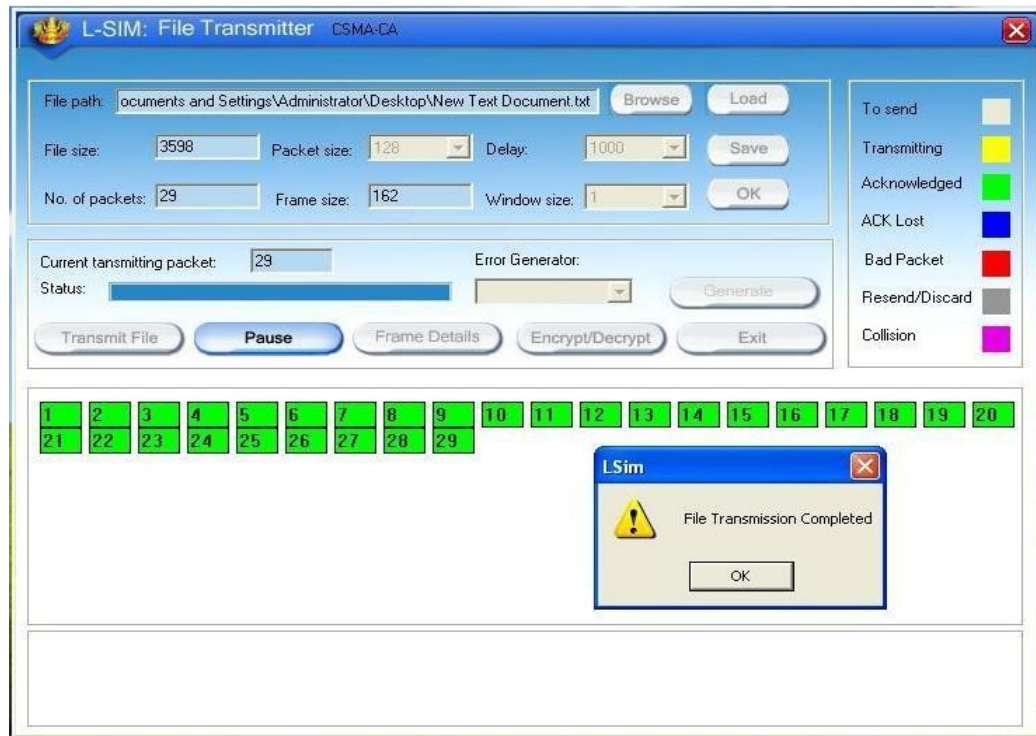 L-SIM: File Transmitter CSMA-CA
File path: ocuments and Settings\Administrator\Desktop\New Text Document.txt Browse Load
File size: 3598 Packet size: 128 Delay: 1000 Save
No. of packets: 29 Frame size: 162 Window size: 1 OK
To send
Transmitting
Acknowledged
ACK Lost
Bad Packet
Resend/Discard
Collision
Current tansmitting packet: 29 Error Generator:
Status: Generate
Transmit File Pause Frame Details Encrypt/Decrypt Exit
1 2 3 4 5 6 7 8 9 10 11 12 13 14 15 16 17 18 19 20
21 22 23 24 25 26 27 28 29
LSim
File Transmission Completed
OK